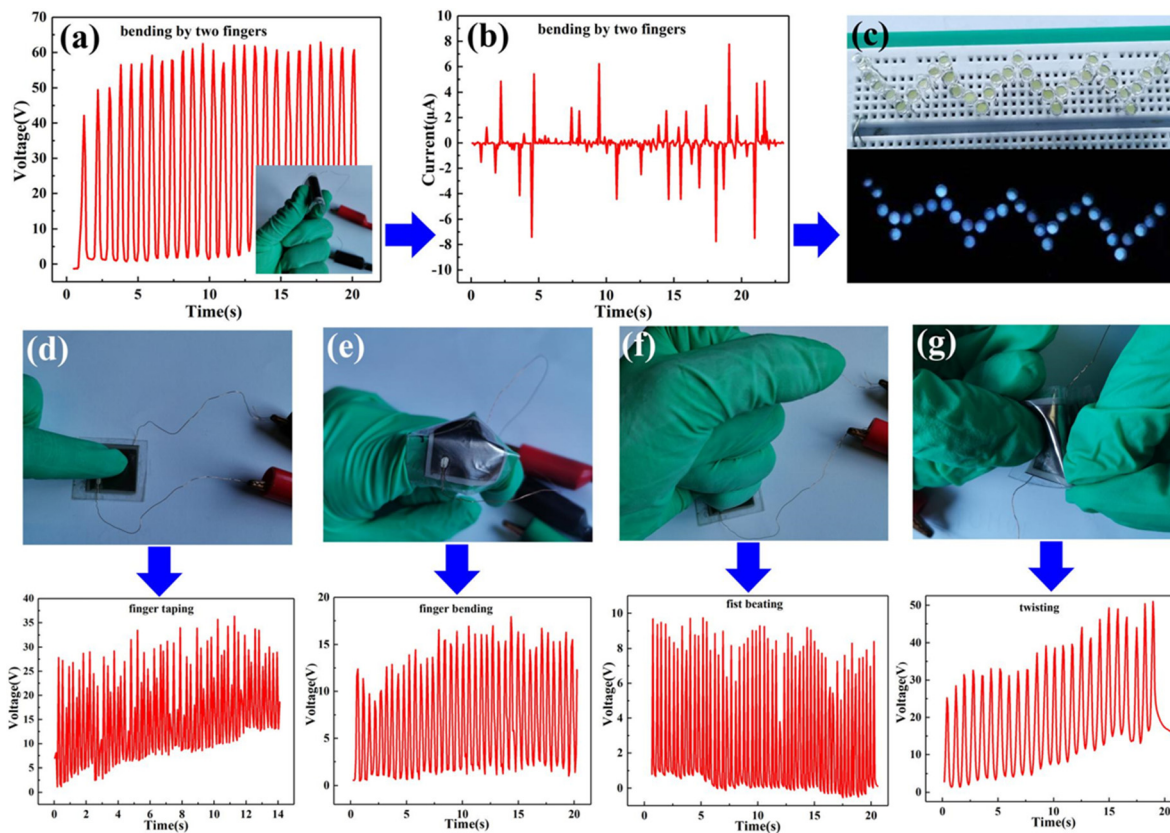 (a)
bending by two fingers
Voltage(V)
70
60
50
40
30
20
10
0
0 5 10 15 20
Time(s)
(b)
bending by two fingers
Current(μA)
10
8
6
4
2
0
-2
-4
-6
-8
-10
0 5 10 15 20
Time(s)
(c)
(d)
(e)
(f)
(g)
finger taping
Voltage(V)
40
35
30
25
20
15
10
5
0
0 2 4 6 8 10 12 14
Time(s)
finger bending
Voltage(V)
20
15
10
5
0
0 5 10 15 20
Time(s)
fist beating
Voltage(V)
10
8
6
4
2
0
0 5 10 15 20
Time(s)
twisting
Voltage(V)
50
40
30
20
10
0
0 5 10 15 20
Time(s)